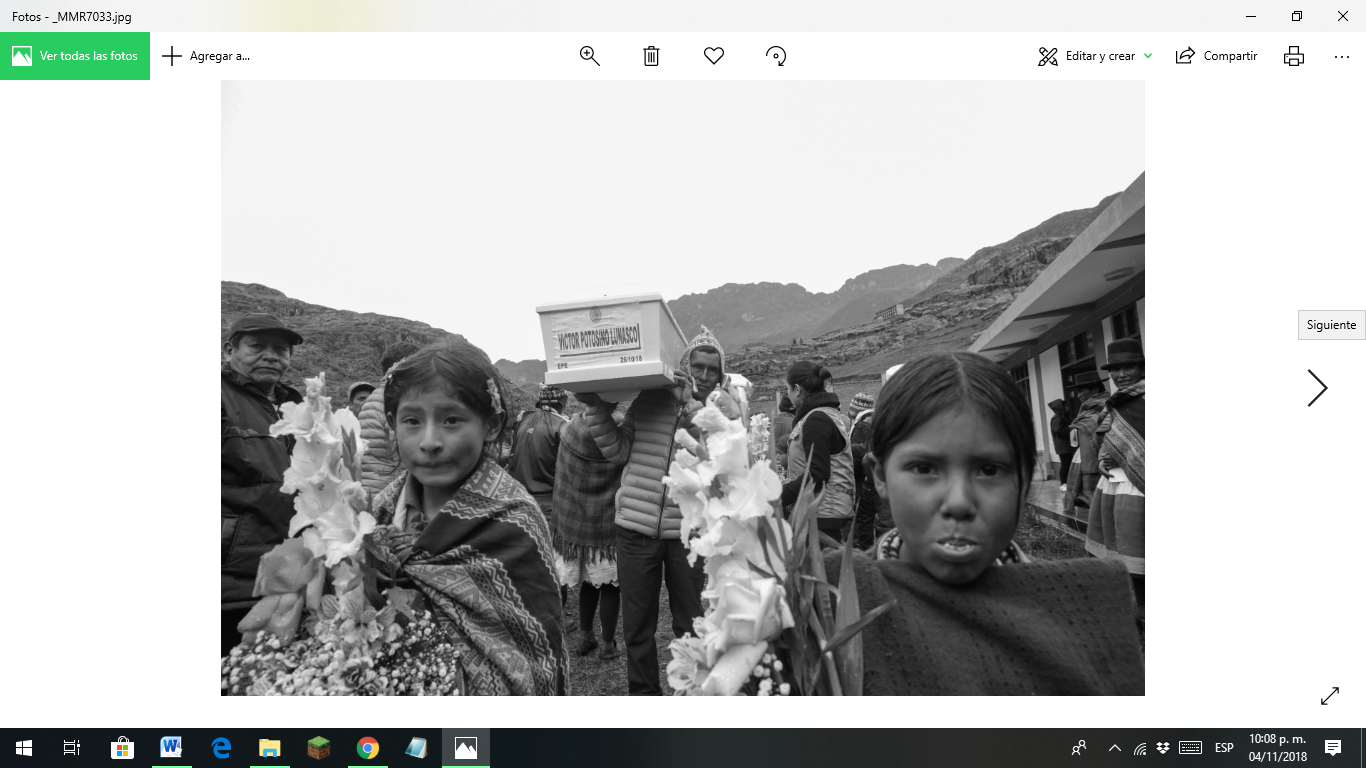 Fotos - _MMR7033.jpg
Ver todas las fotos
Agregar a...
Editar y crear
Compartir
VICTOR POTOSINO LUNASCO
EFE
26/10/18
Siguiente
ESP
10:08 p. m.
04/11/2018